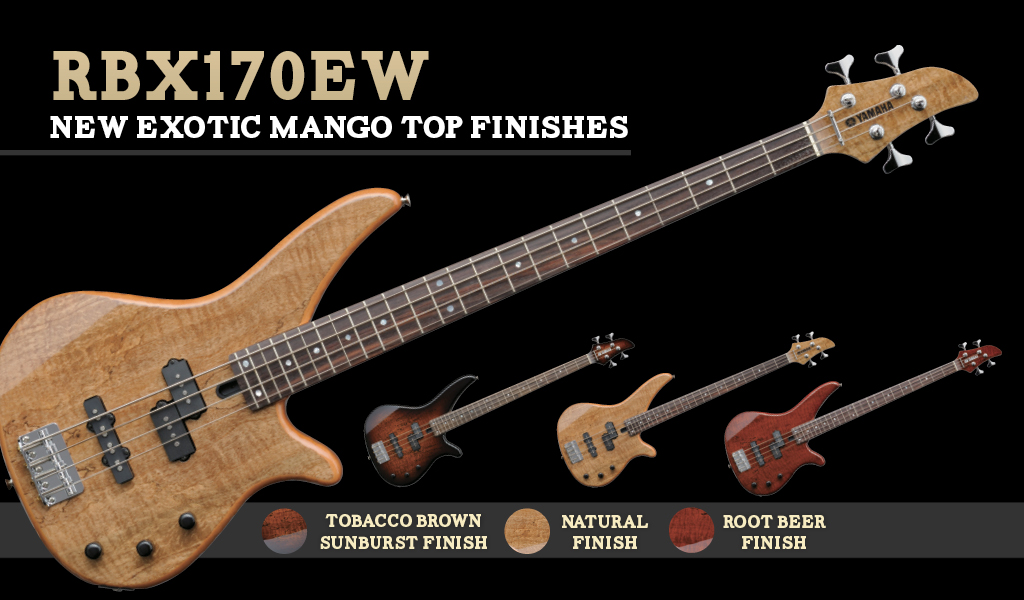 RBX170EW
NEW EXOTIC MANGO TOP FINISHES
YAMAHA
TOBACCO BROWN
SUNBURST FINISH
NATURAL
FINISH
ROOT BEER
FINISH